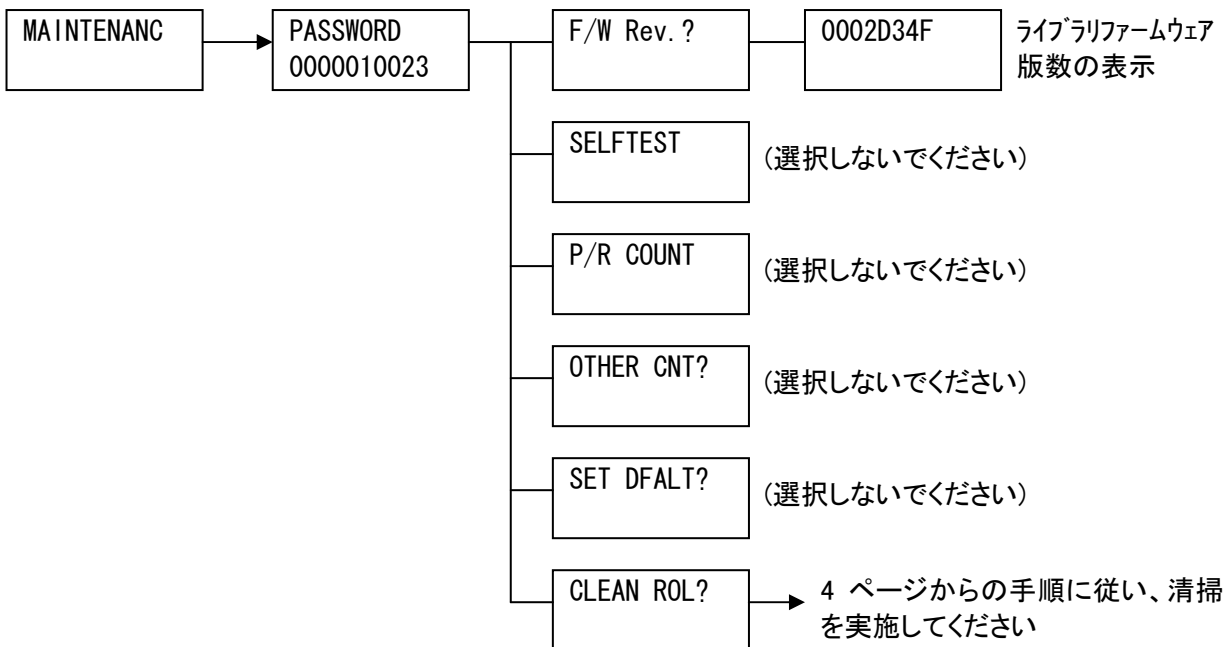 MAINTENANC
PASSWORD
0000010023
F/W Rev.?
0002D34F
ﾗｲﾌﾞﾗﾘファームウェア
版数の表示
SELFTEST
（選択しないでください）
P/R COUNT
（選択しないでください）
OTHER CNT?
（選択しないでください）
SET DFALT?
（選択しないでください）
CLEAN ROL?
4 ページからの手順に従い、清掃
を実施してください